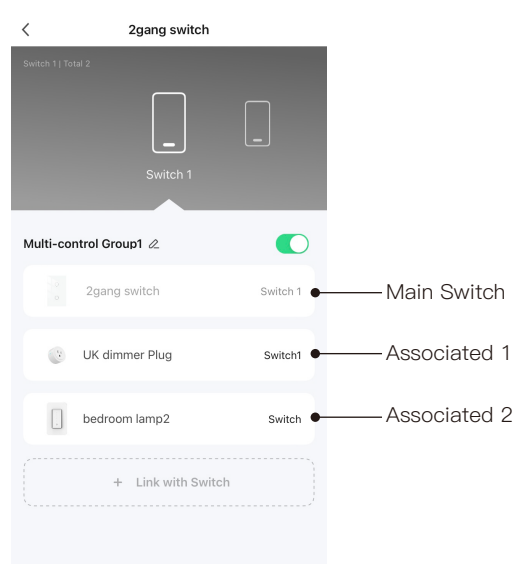 2gang switch
Switch 1 | Total 2
Switch 1
Multi-control Group1
2gang switch Switch 1 Main Switch
UK dimmer Plug Switch1 Associated 1
bedroom lamp2 Switch Associated 2
+ Link with Switch